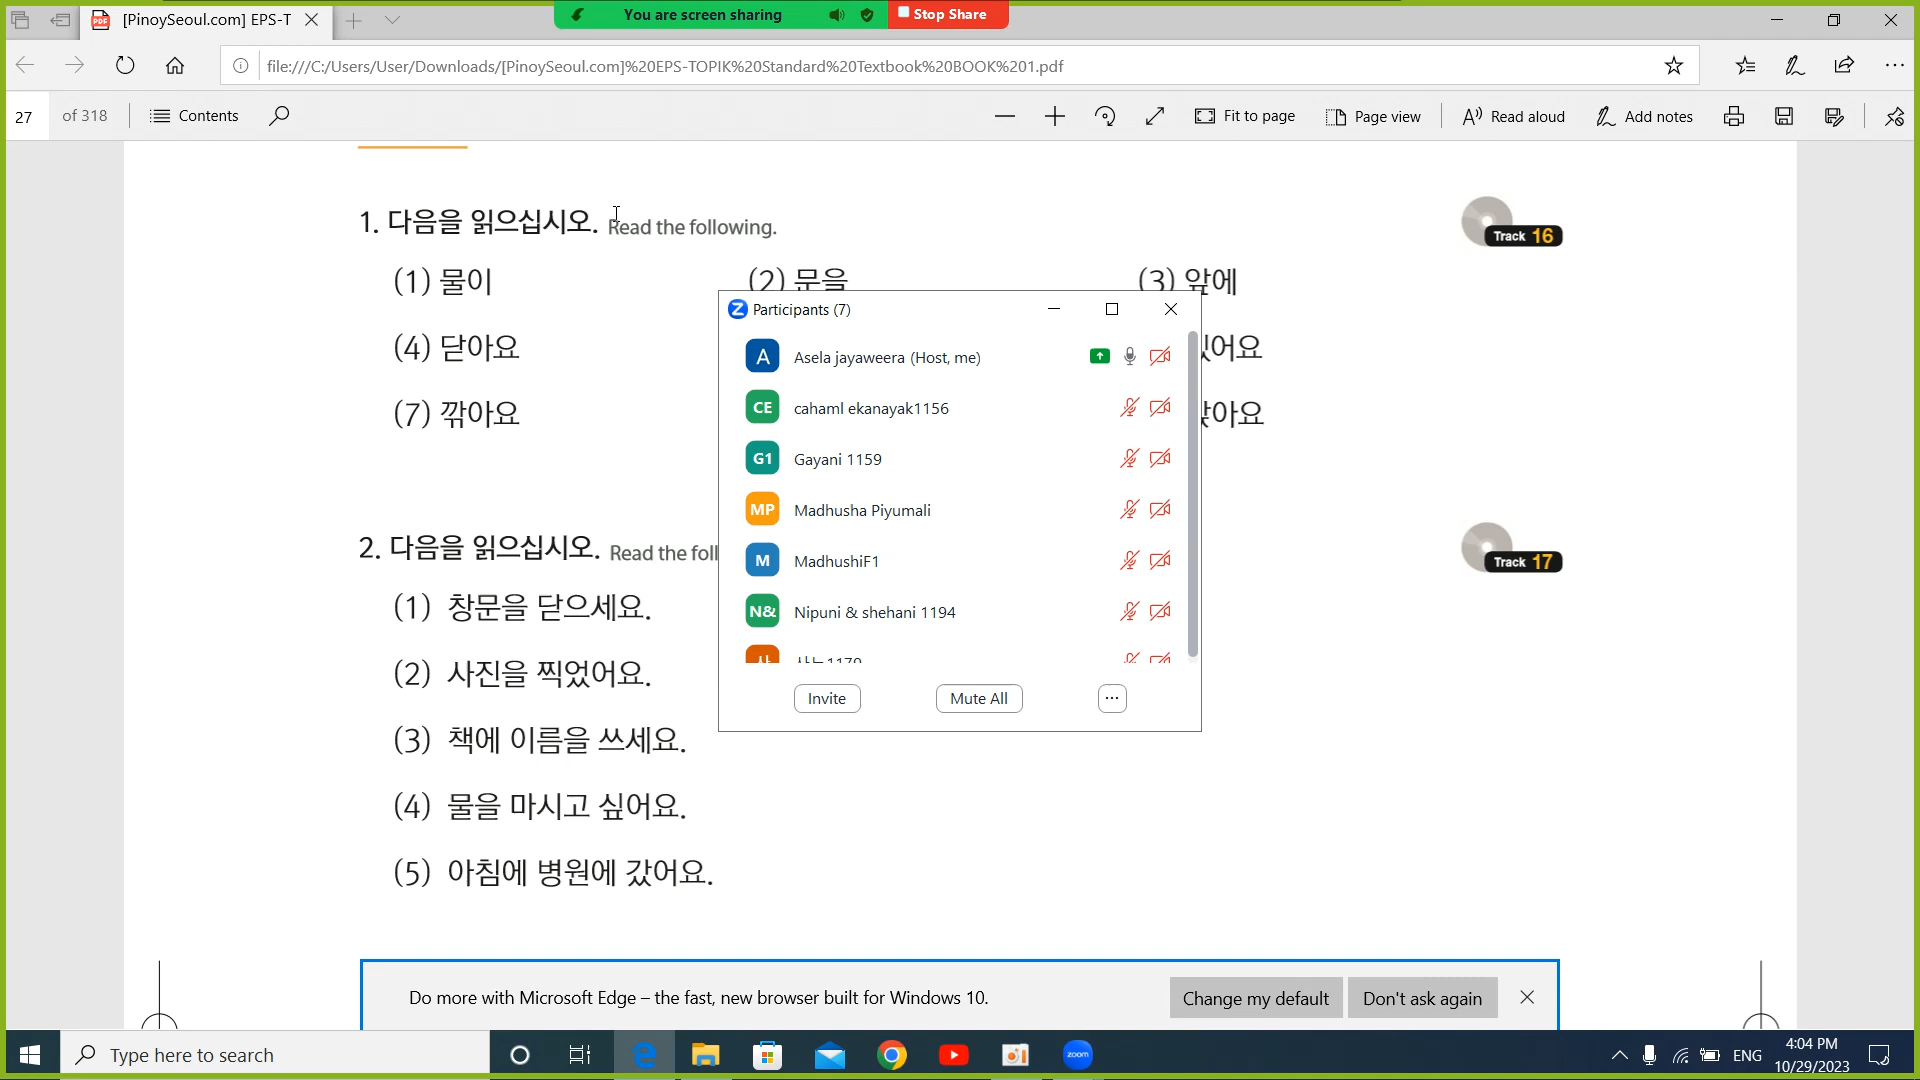 [PinoySeoul.com] EPS-T
You are screen sharing
Stop Share
file:///C:/Users/User/Downloads/[PinoySeoul.com]%20EPS-TOPIK%20Standard%20Textbook%20BOOK%201.pdf
27 of 318
Contents
Fit to page
Page view
Read aloud
Add notes
1. 다음을 읽으십시오. Read the following.
Track 16
(1) 물이
(2) 문을
(3) 앞에
(4) 닫아요
어요
(7) 깎아요
아요
Participants (7)
A Asela jayaweera (Host, me)
CE cahaml ekanayak1156
G1 Gayani 1159
MP Madhusha Piyumali
M MadhushiF1
N& Nipuni & shehani 1194
Invite
Mute All
2. 다음을 읽으십시오. Read the foll
Track 17
(1) 창문을 닫으세요.
(2) 사진을 찍었어요.
(3) 책에 이름을 쓰세요.
(4) 물을 마시고 싶어요.
(5) 아침에 병원에 갔어요.
Do more with Microsoft Edge – the fast, new browser built for Windows 10.
Change my default
Don't ask again
Type here to search
zoom
ENG
4:04 PM
10/29/2023